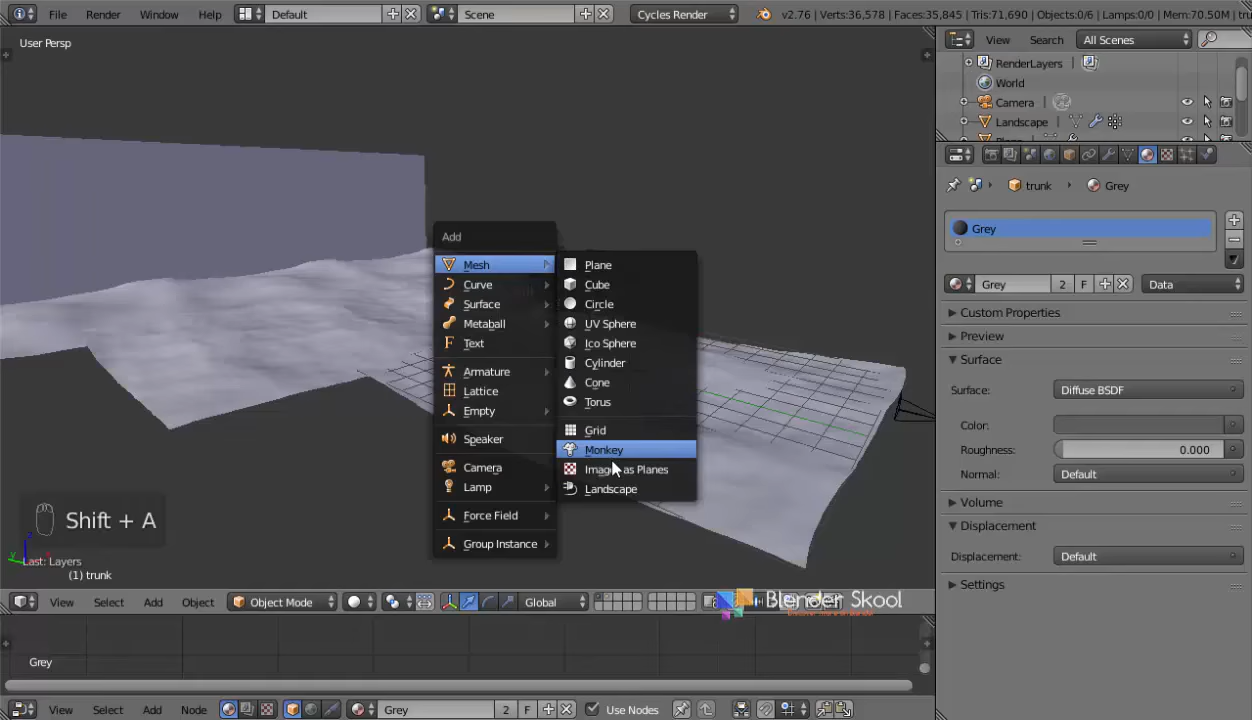 File Render Window Help Default Scene Cycles Render v2.76 | Verts:36,578 | Faces:35,845 | Tris:71,690 | Objects:0/6 | Lamps:0/0 | Mem:70.50M | tru
User Persp
View Search All Scenes
RenderLayers
World
Camera
Landscape
trunk Grey
Grey
Grey 2 F Data
Custom Properties
Preview
Surface
Surface: Diffuse BSDF
Color:
Roughness: 0.000
Normal: Default
Volume
Displacement
Displacement: Default
Settings
Add
Mesh
Curve
Surface
Metaball
Text
Armature
Lattice
Empty
Speaker
Camera
Lamp
Force Field
Group Instance
Plane
Cube
Circle
UV Sphere
Ico Sphere
Cylinder
Cone
Torus
Grid
Monkey
Images as Planes
Landscape
Shift + A
Last: Layers
(1) trunk
View Select Add Object Object Mode Global
Blender Skool
Grey
View Select Add Node Grey 2 F Use Nodes